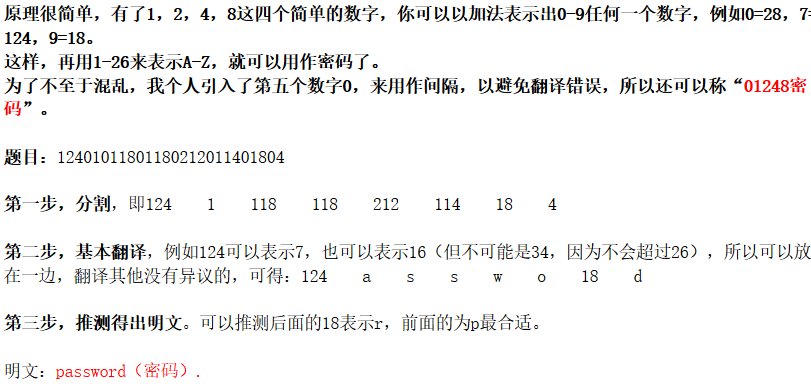 原理很简单，有了1，2，4，8这四个简单的数字，你可以以加法表示出0-9任何一个数字，例如0=28，7=
124，9=18。
这样，再用1-26来表示A-Z，就可以用作密码了。
为了不至于混乱，我个人引入了第五个数字0，来用作间隔，以避免翻译错误，所以还可以称“01248密
码”。
题目：12401011801180212011401804
第一步，分割，即124 1 118 118 212 114 18 4
第二步，基本翻译，例如124可以表示7，也可以表示16（但不可能是34，因为不会超过26），所以可以放
在一边，翻译其他没有异议的，可得：124 a s s w o 18 d
第三步，推测得出明文。可以推测后面的18表示r，前面的为p最合适。
明文：password（密码）.